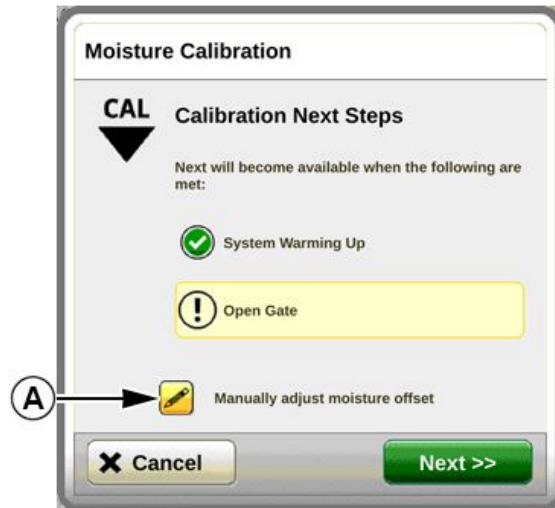 Moisture Calibration
CAL
Calibration Next Steps
Next will become available when the following are
met:
System Warming Up
! Open Gate
A
Manually adjust moisture offset
Cancel
Next >>